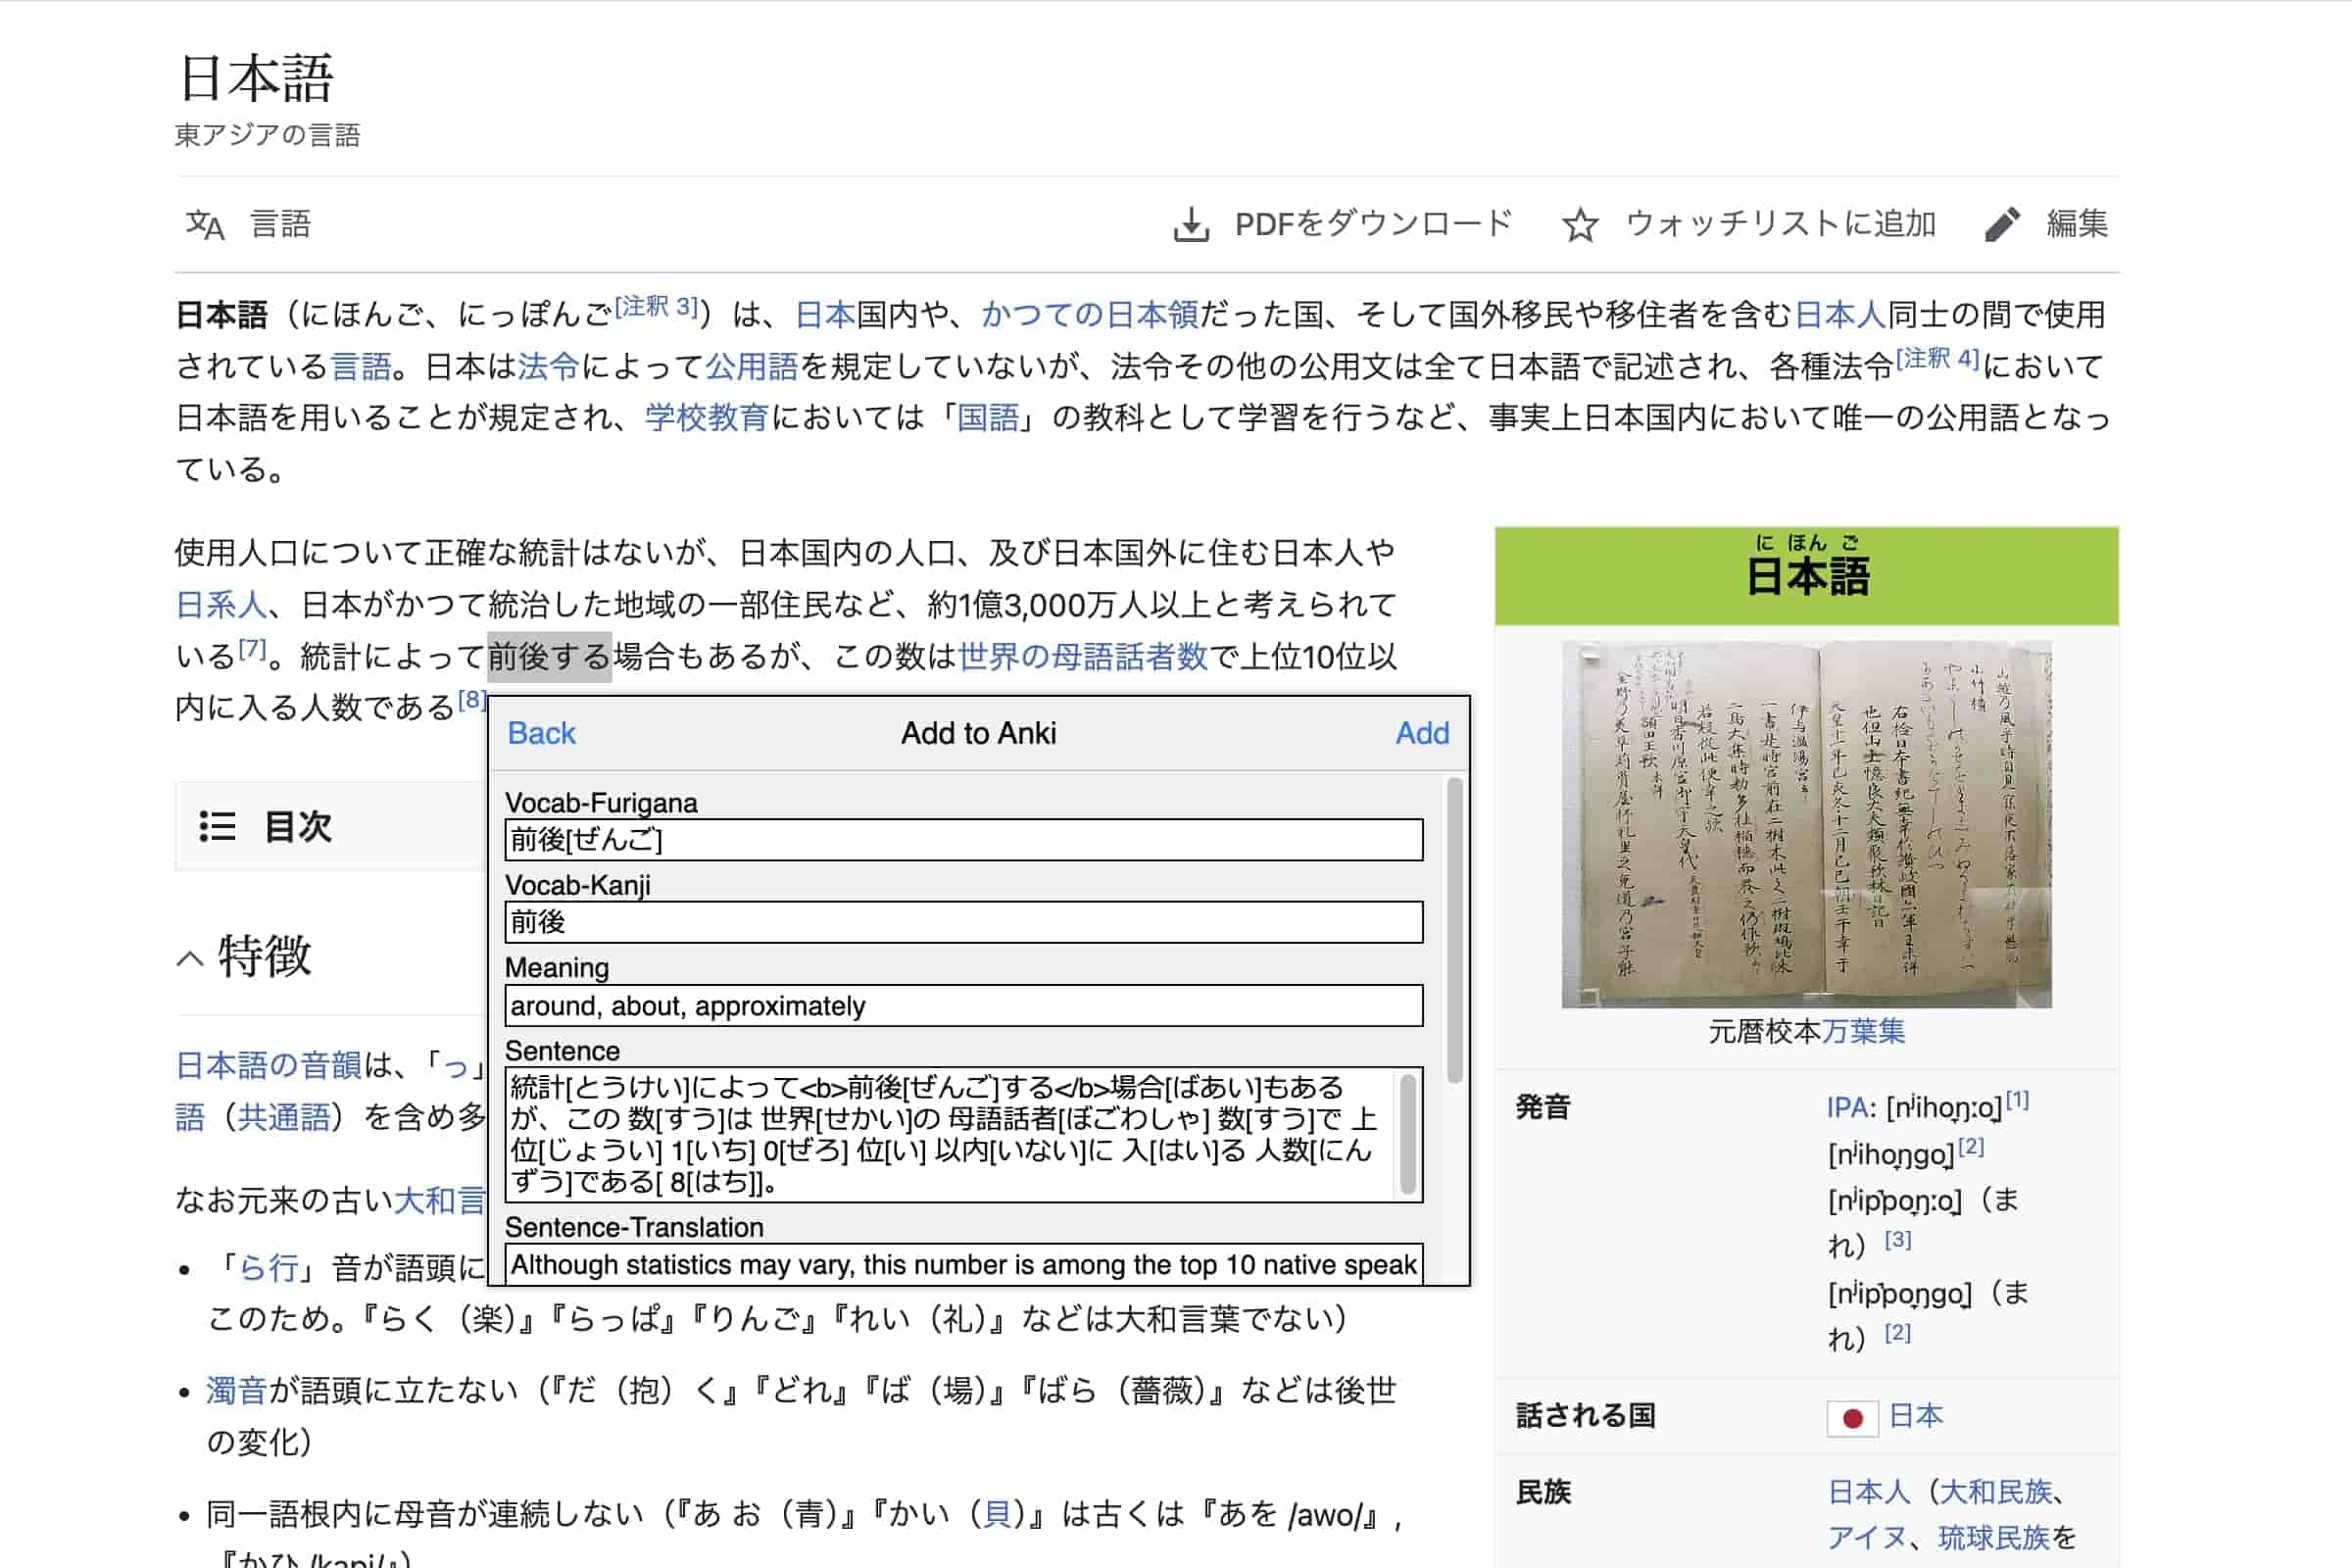 日本語
東アジアの言語
文A 言語
PDFをダウンロード ウォッチリストに追加 編集
日本語（にほんご、にっぽんご[注釈 3]）は、日本国内や、かつての日本領だった国、そして国外移民や移住者を含む日本人同士の間で使用
されている言語。日本は法令によって公用語を規定していないが、法令その他の公用文は全て日本語で記述され、各種法令[注釈 4]において
日本語を用いることが規定され、学校教育においては「国語」の教科として学習を行うなど、事実上日本国内において唯一の公用語となっ
ている。
使用人口について正確な統計はないが、日本国内の人口、及び日本国外に住む日本人や
日系人、日本がかつて統治した地域の一部住民など、約1億3,000万人以上と考えられて
いる[7]。統計によって前後する場合もあるが、この数は世界の母語話者数で上位10位以
内に入る人数である[8]
Back Add to Anki Add
Vocab-Furigana
前後[ぜんご]
Vocab-Kanji
前後
Meaning
around, about, approximately
Sentence
統計[とうけい]によって<b>前後[ぜんご]する</b>場合[ばあい]もある
が、この 数[すう]は 世界[せかい]の 母語話者[ぼごわしゃ] 数[すう]で 上
位[じょうい] 1[いち] 0[ぜろ] 位[い] 以内[いない]に 入[はい]る 人数[にん
ずう]である[ 8[はち]]。
Sentence-Translation
Although statistics may vary, this number is among the top 10 native speak
目次
特徴
日本語の音韻は、「っ」
語（共通語）を含め多
なお元来の古い大和言
• 「ら行」音が語頭に
このため。『らく（楽）』『らっぱ』『りんご』『れい（礼）』などは大和言葉でない）
• 濁音が語頭に立たない（『だ（抱）く』『どれ』『ば（場）』『ばら（薔薇）』などは後世
の変化）
• 同一語根内に母音が連続しない（『あ お（青）』『かい（貝）』は古くは『あを /awo/』,
『かひ /kapi/』）
に ほん ご
日本語
元暦校本万葉集
発音
IPA: [nʲihoŋːo][1]
[nʲihoŋgo][2]
[nʲippoŋːo]（ま
れ）[3]
[nʲippoŋgo]（ま
れ）[2]
話される国
日本
民族
日本人（大和民族、
アイヌ、琉球民族を